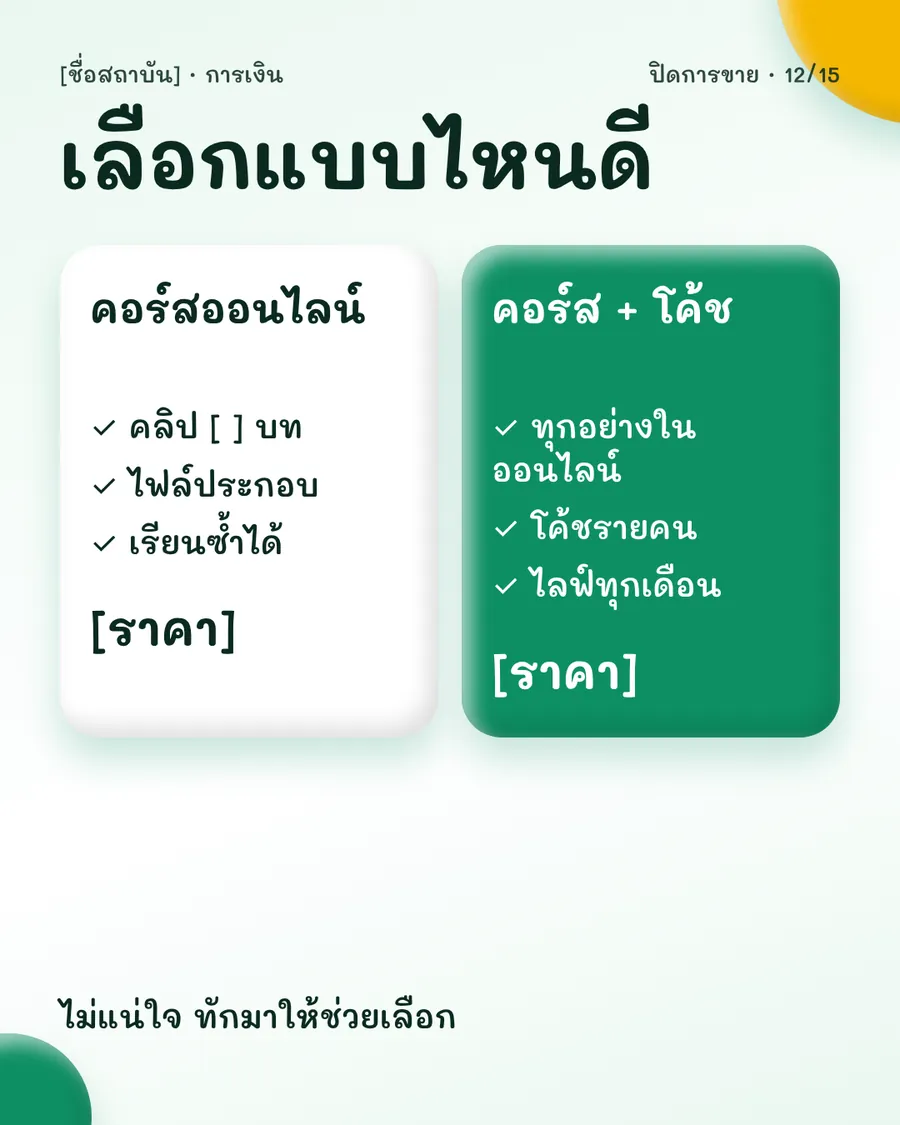 [ชื่อสถาบัน] · การเงิน
ปิดการขาย · 12/15
เลือกแบบไหนดี
คอร์สออนไลน์
✓ คลิป [ ] บท
✓ ไฟล์ประกอบ
✓ เรียนซ้ำได้
[ราคา]
คอร์ส + โค้ช
✓ ทุกอย่างใน
ออนไลน์
✓ โค้ชรายคน
✓ ไลฟ์ทุกเดือน
[ราคา]
ไม่แน่ใจ ทักมาให้ช่วยเลือก